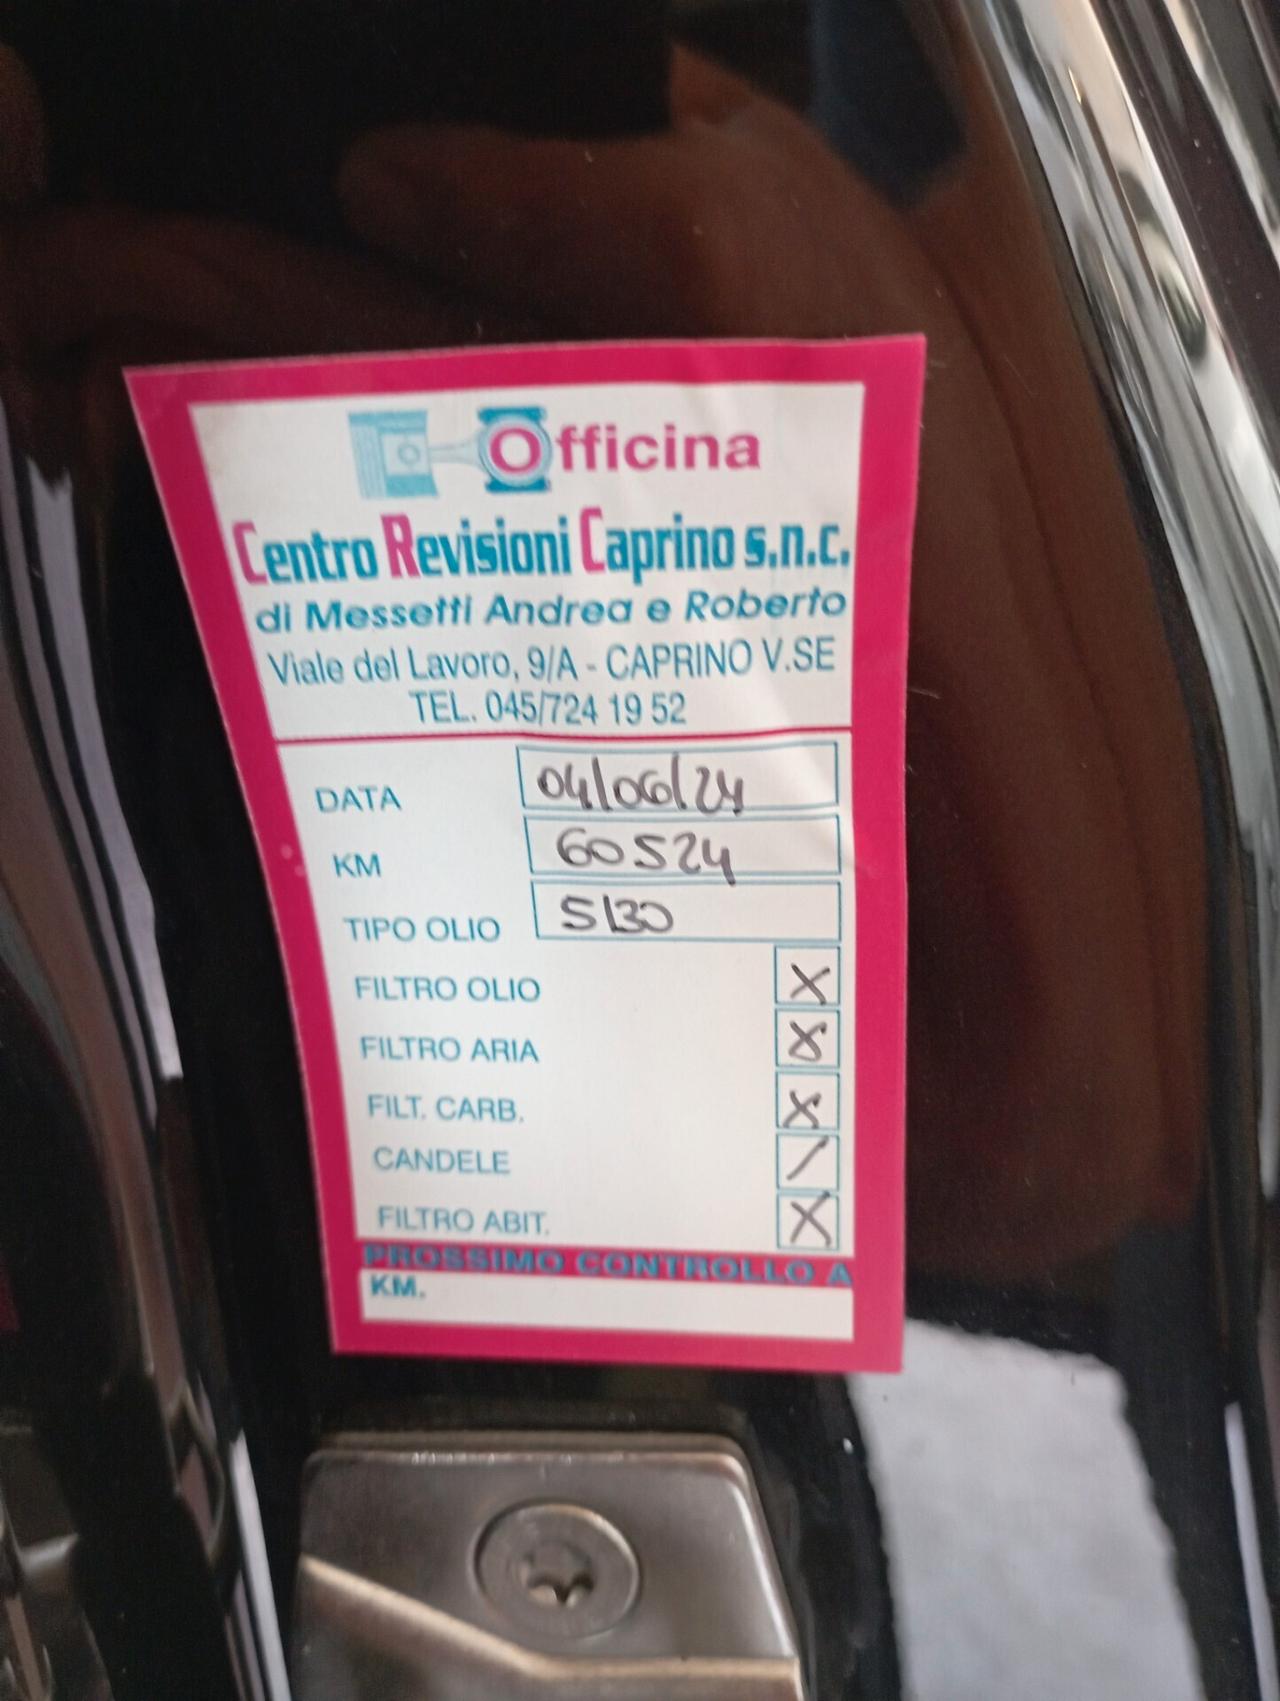 Officina
Centro Revisioni Caprino s.n.c.
di Messetti Andrea e Roberto
Viale del Lavoro, 9/A - CAPRINO V.SE
TEL. 045/724 19 52
DATA 04/06/24
KM 60524
TIPO OLIO 5/30
FILTRO OLIO X
FILTRO ARIA X
FILT. CARB. X
CANDELE /
FILTRO ABIT. X
PROSSIMO CONTROLLO A
KM.